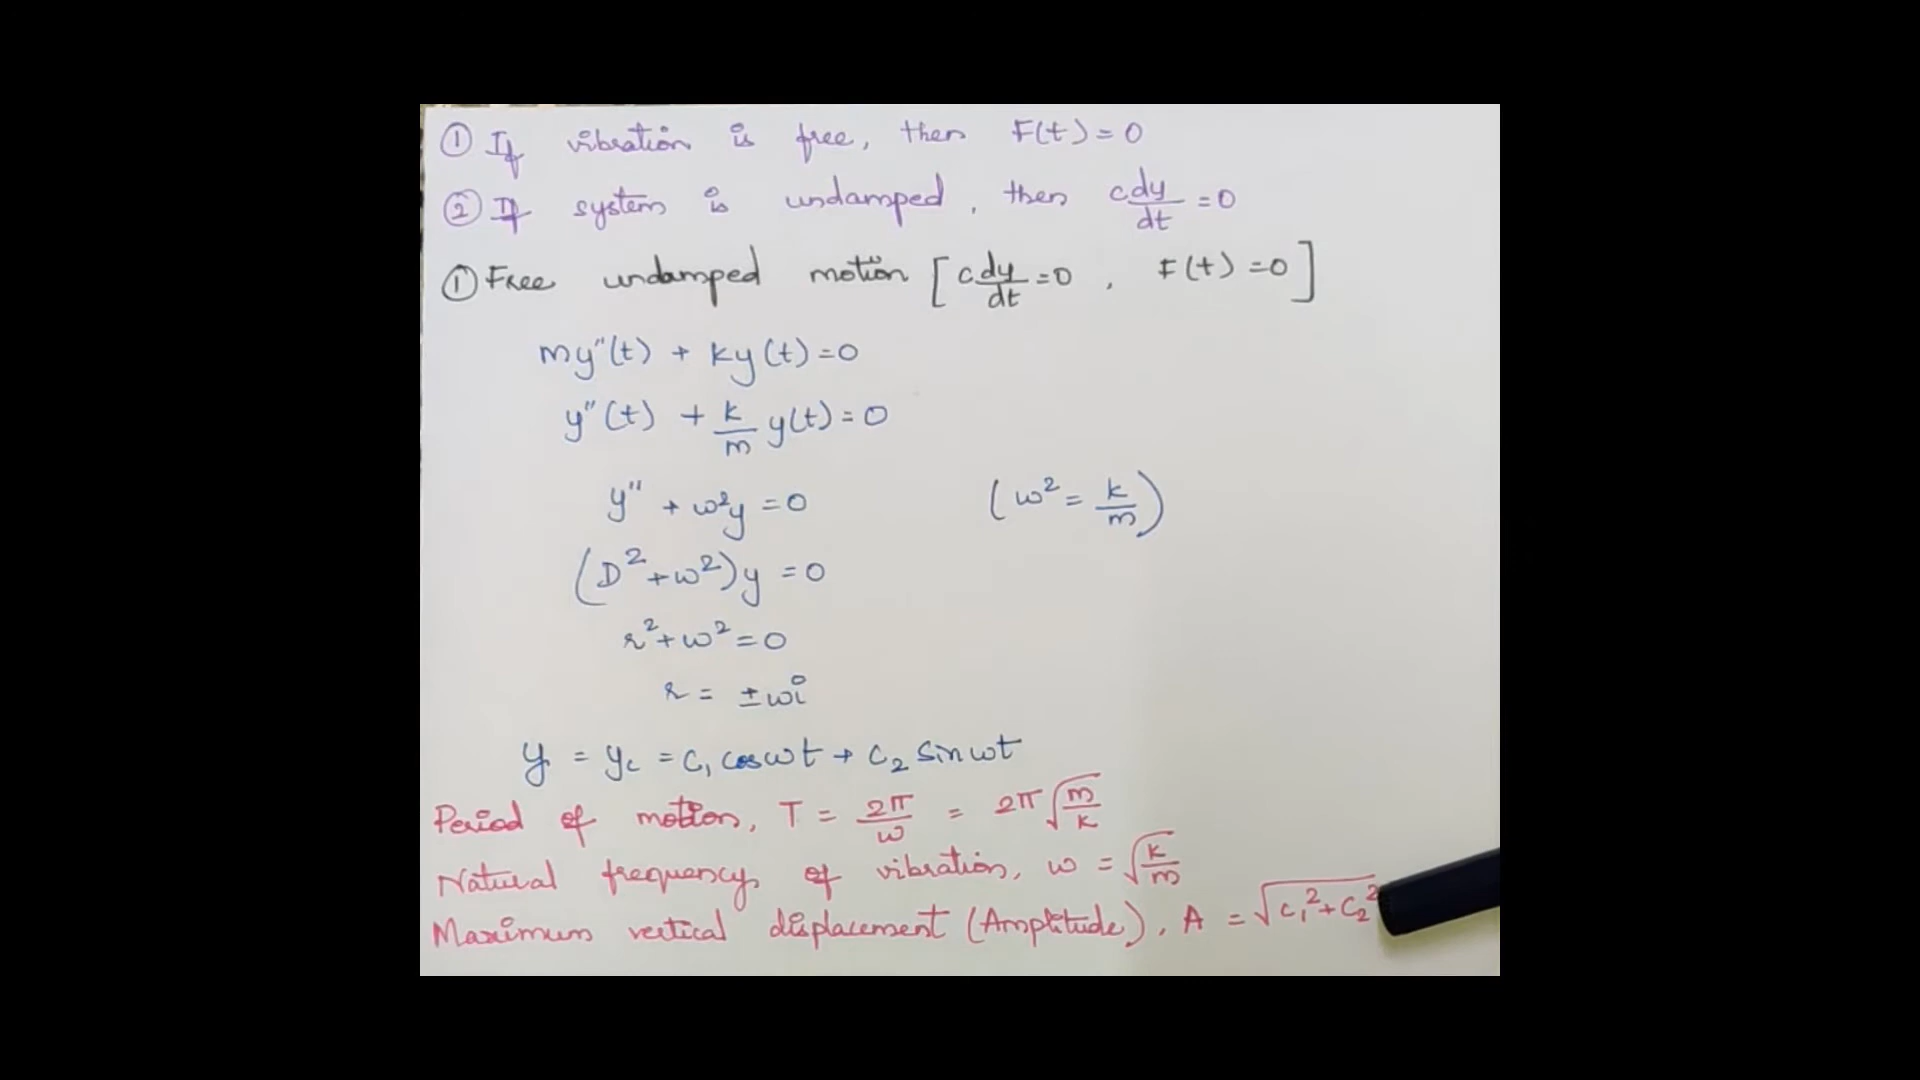 ① If vibration is free, then F(t) = 0
② If system is undamped, then c dy/dt = 0
① Free undamped motion [c dy/dt = 0, F(t) = 0]
my″(t) + ky(t) = 0
y″(t) + k/m y(t) = 0
y″ + ω²y = 0 (ω² = k/m)
(D² + ω²)y = 0
r² + ω² = 0
r = ± ωi
y = y_c = c₁ cos ωt + c₂ sin ωt
Period of motion, T = 2π/ω = 2π√(m/k)
Natural frequency of vibration, ω = √(k/m)
Maximum vertical displacement (Amplitude), A = √(c₁² + c₂²)